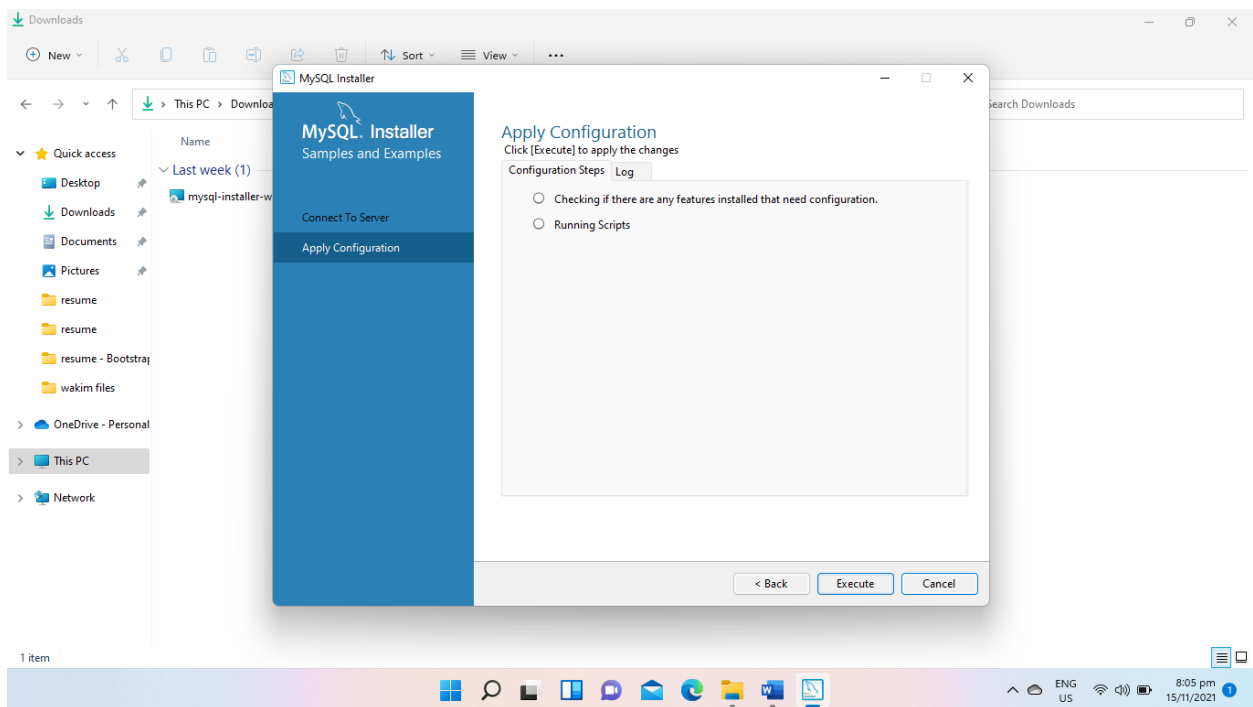 Downloads
New
Sort
View
This PC > Downloa
Search Downloads
Quick access
Desktop
Downloads
Documents
Pictures
resume
resume
resume - Bootstrap
wakim files
OneDrive - Personal
This PC
Network
Name
Last week (1)
mysql-installer-w
MySQL Installer
MySQL. Installer
Samples and Examples
Connect To Server
Apply Configuration
Apply Configuration
Click [Execute] to apply the changes
Configuration Steps Log
Checking if there are any features installed that need configuration.
Running Scripts
< Back Execute Cancel
1 item
ENG
US
8:05 pm
15/11/2021
1